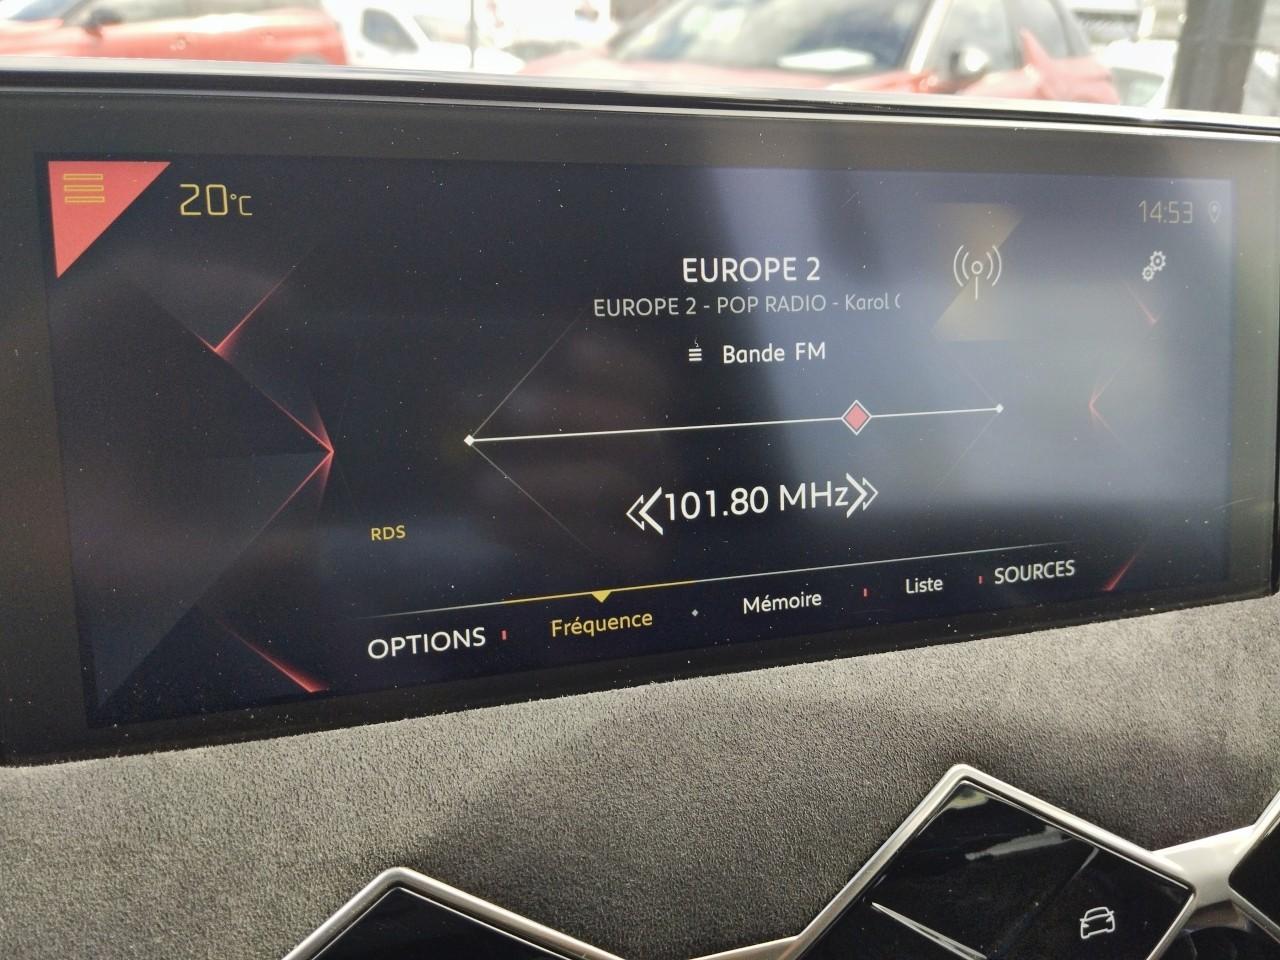 20°C
14:53
EUROPE 2
EUROPE 2 - POP RADIO - Karol
Bande FM
101.80 MHz
RDS
OPTIONS Fréquence Mémoire Liste SOURCES